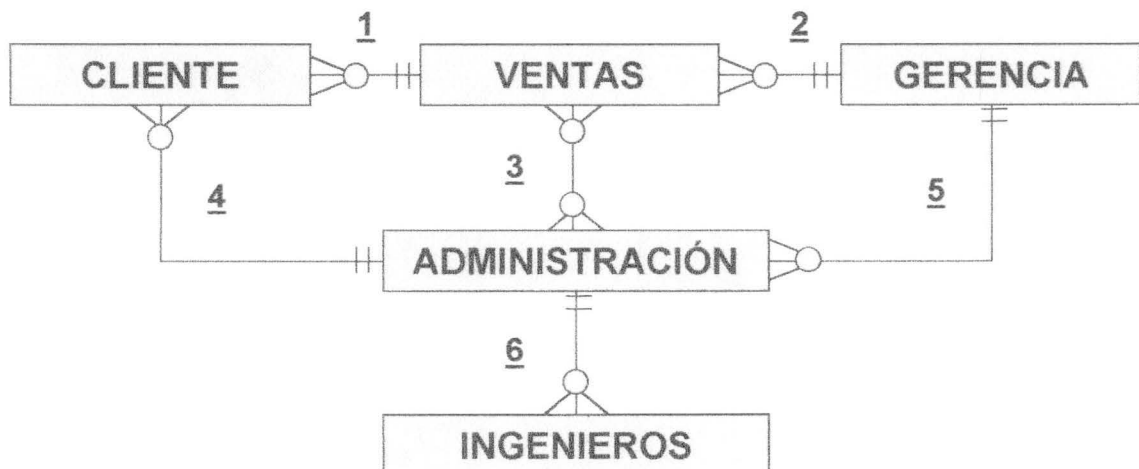 1
2
CLIENTE
VENTAS
GERENCIA
3
4
5
ADMINISTRACIÓN
6
INGENIEROS